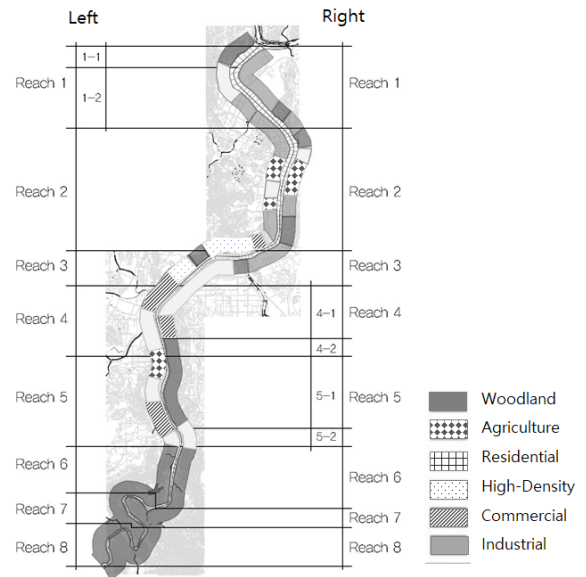 Left
Right
1-1
Reach 1
Reach 1
1-2
Reach 2
Reach 2
Reach 3
Reach 3
Reach 4
4-1
Reach 4
4-2
Reach 5
5-1
Reach 5
5-2
Reach 6
Reach 6
Reach 7
Reach 7
Reach 8
Reach 8
Woodland
Agriculture
Residential
High-Density
Commercial
Industrial